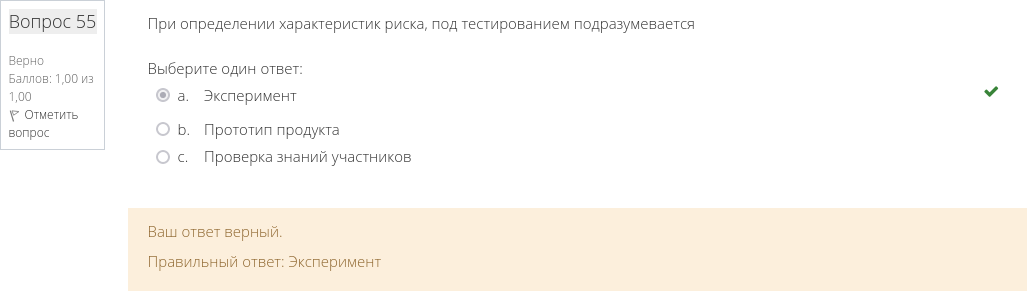 Вопрос 55
Верно
Баллов: 1,00 из
1,00
Отметить
вопрос
При определении характеристик риска, под тестированием подразумевается
Выберите один ответ:
a. Эксперимент
b. Прототип продукта
c. Проверка знаний участников
Ваш ответ верный.
Правильный ответ: Эксперимент